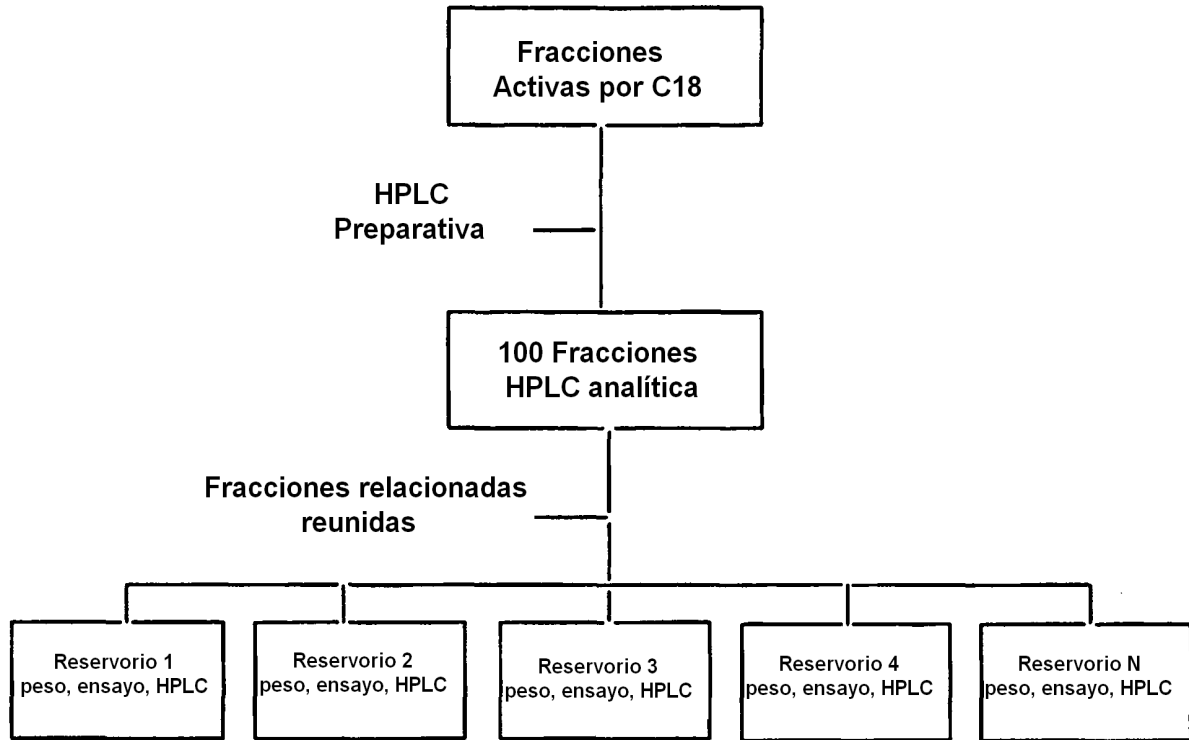 Fracciones
Activas por C18
HPLC
Preparativa
100 Fracciones
HPLC analítica
Fracciones relacionadas
reunidas
Reservorio 1
peso, ensayo, HPLC
Reservorio 2
peso, ensayo, HPLC
Reservorio 3
peso, ensayo, HPLC
Reservorio 4
peso, ensayo, HPLC
Reservorio N
peso, ensayo, HPLC